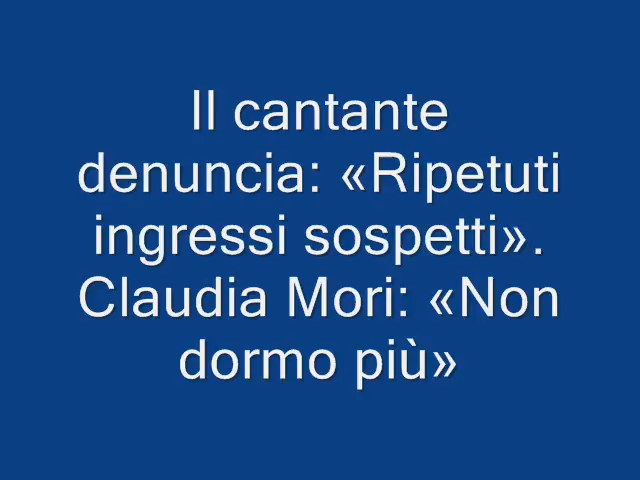 Il cantante
denuncia: «Ripetuti
ingressi sospetti».
Claudia Mori: «Non
dormo più»